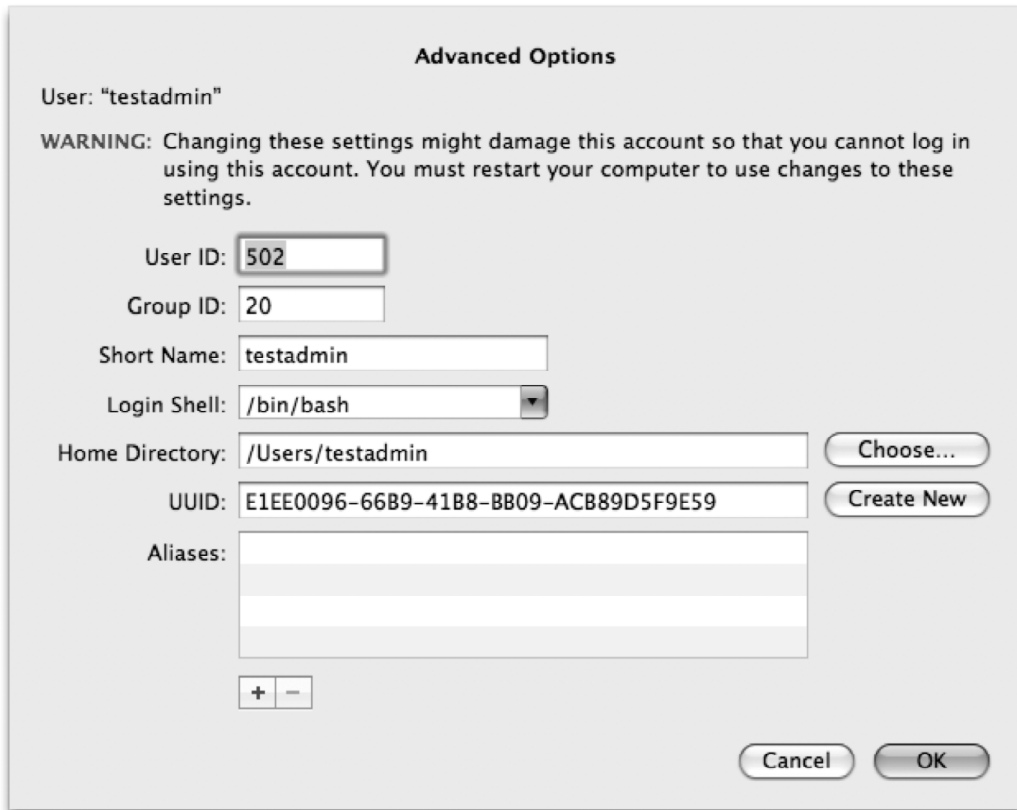 Advanced Options
User: “testadmin”
WARNING: Changing these settings might damage this account so that you cannot log in
using this account. You must restart your computer to use changes to these
settings.
User ID: 502
Group ID: 20
Short Name: testadmin
Login Shell: /bin/bash
Home Directory: /Users/testadmin Choose...
UUID: E1EE0096-66B9-41B8-BB09-ACB89D5F9E59 Create New
Aliases:
+ −
Cancel OK